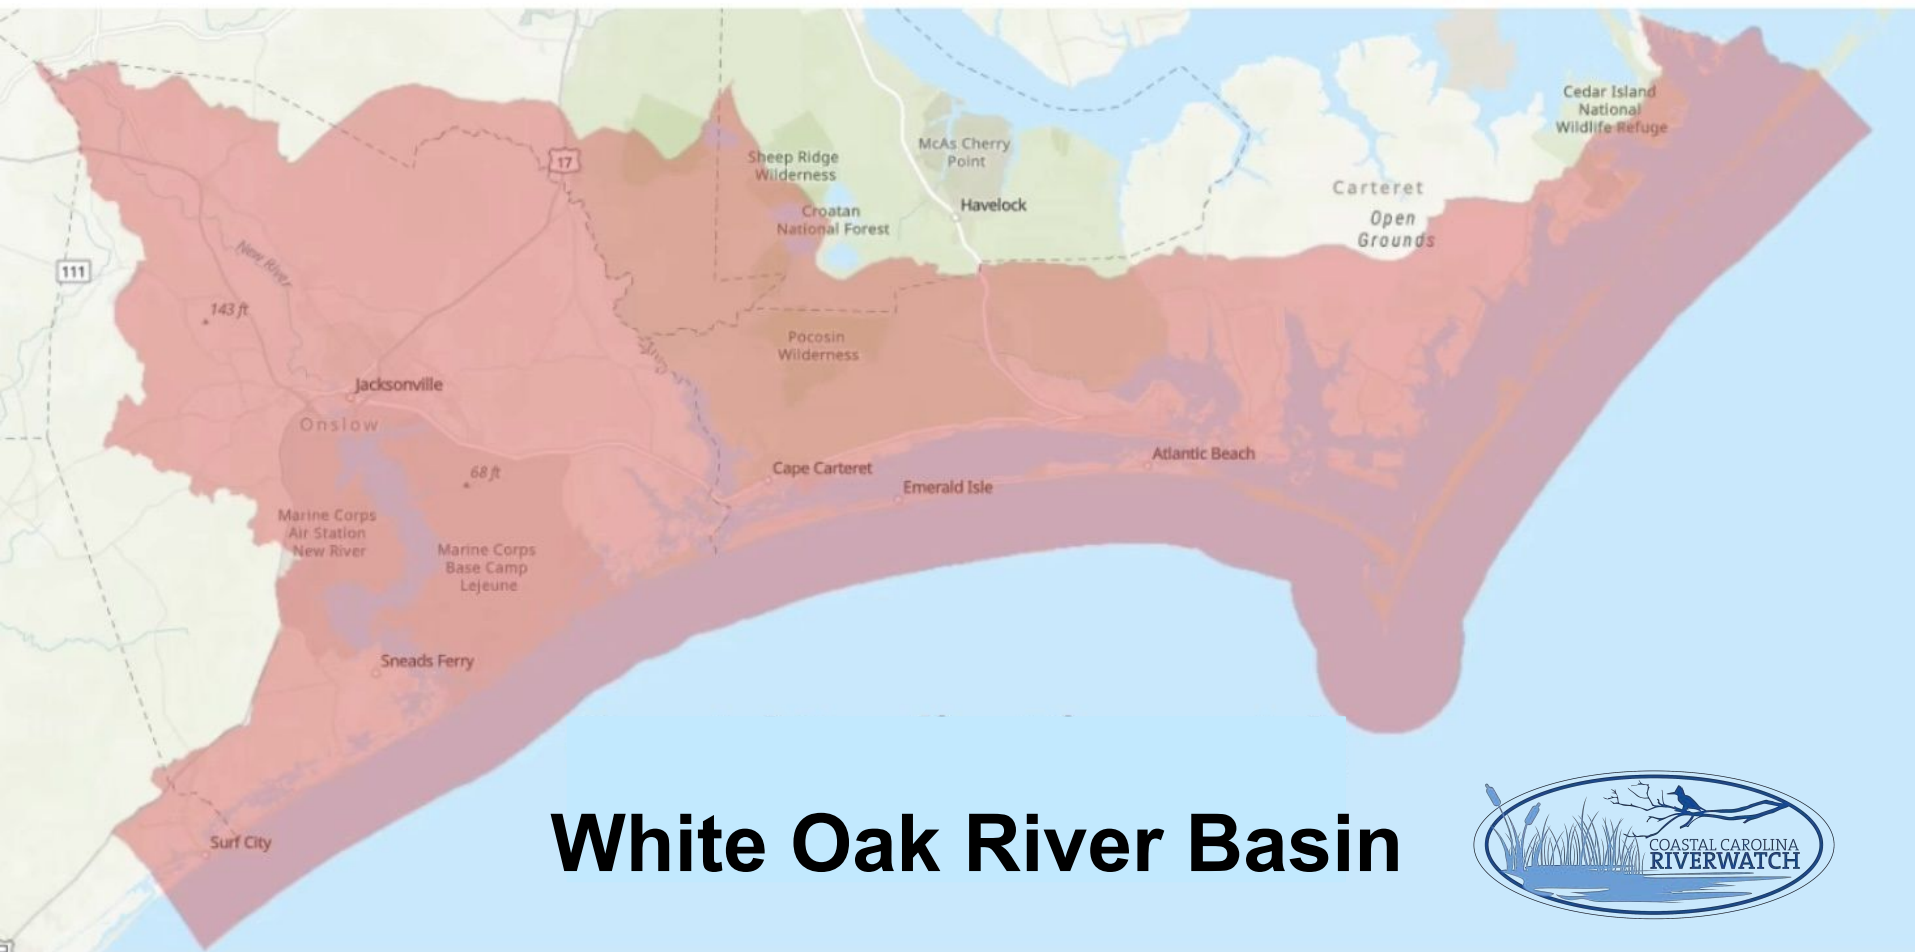 Cedar Island
National
Wildlife Refuge
McAs Cherry
Point
17
Sheep Ridge
Wilderness
Carteret
Havelock
Croatan
National Forest
Open
Grounds
New River
111
143 ft
Pocosin
Wilderness
Jacksonville
Onslow
Atlantic Beach
Cape Carteret
68 ft
Emerald Isle
Marine Corps
Air Station
New River
Marine Corps
Base Camp
Lejeune
Sneads Ferry
Surf City
White Oak River Basin
COASTAL CAROLINA
RIVERWATCH